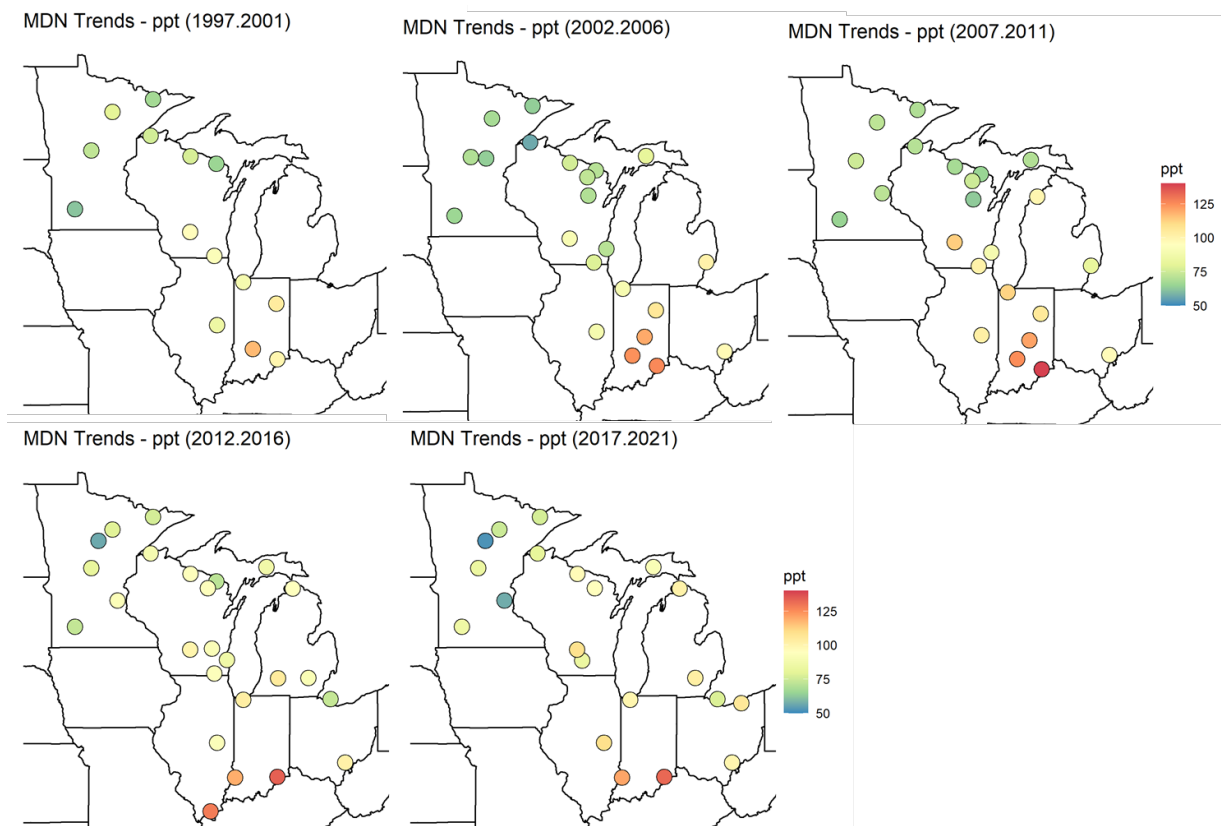 MDN Trends - ppt (1997.2001)
MDN Trends - ppt (2002.2006)
MDN Trends - ppt (2007.2011)
ppt
125
100
75
50
MDN Trends - ppt (2012.2016)
MDN Trends - ppt (2017.2021)
ppt
125
100
75
50